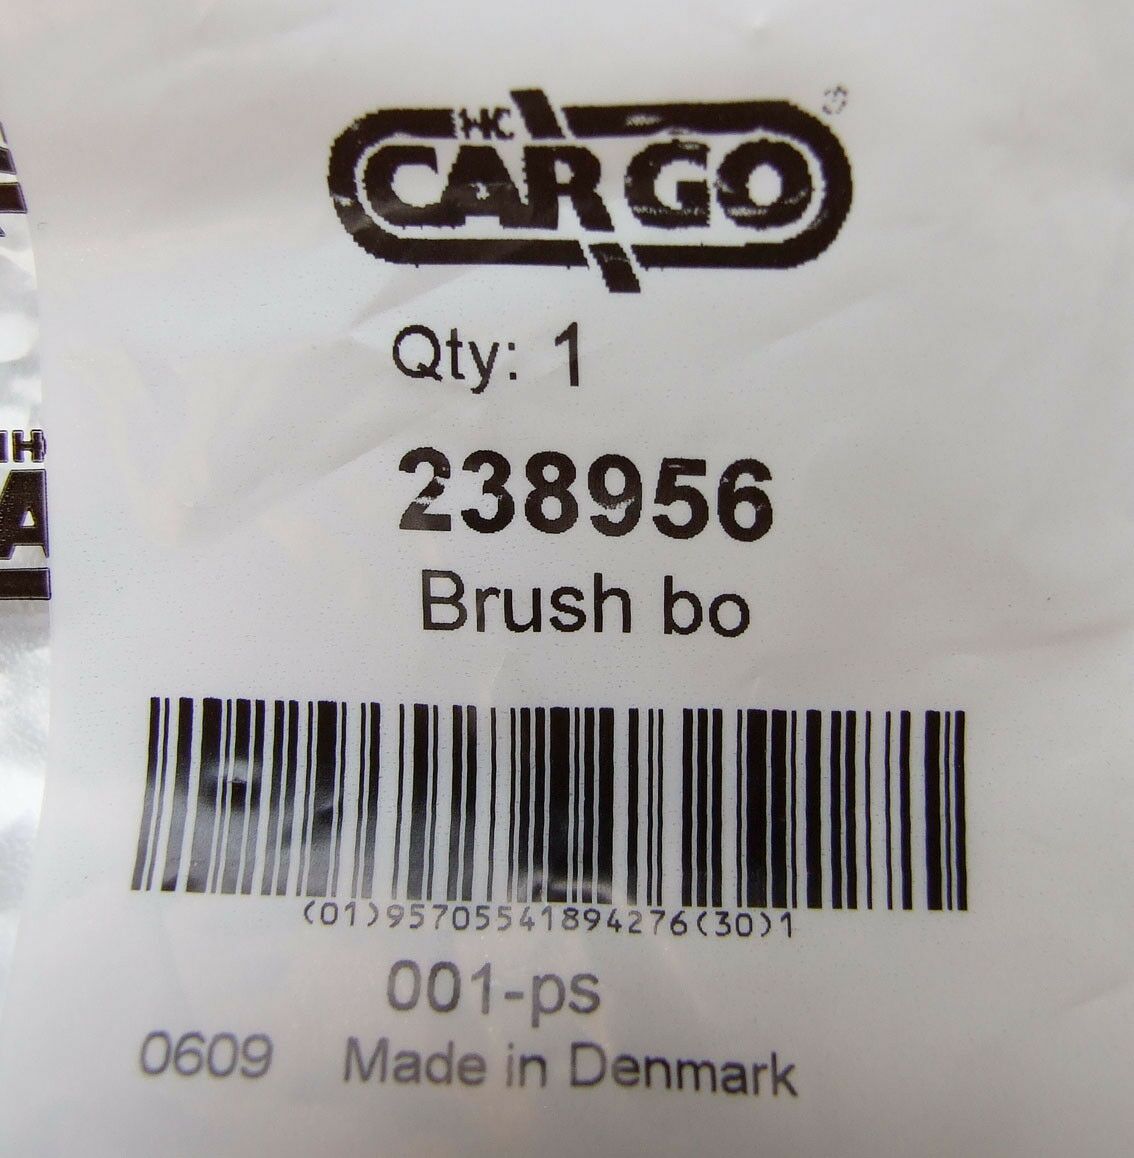 HC
CARGO®
Qty: 1
238956
Brush bo
(01)95705541894276(30)1
001-ps
0609 Made in Denmark